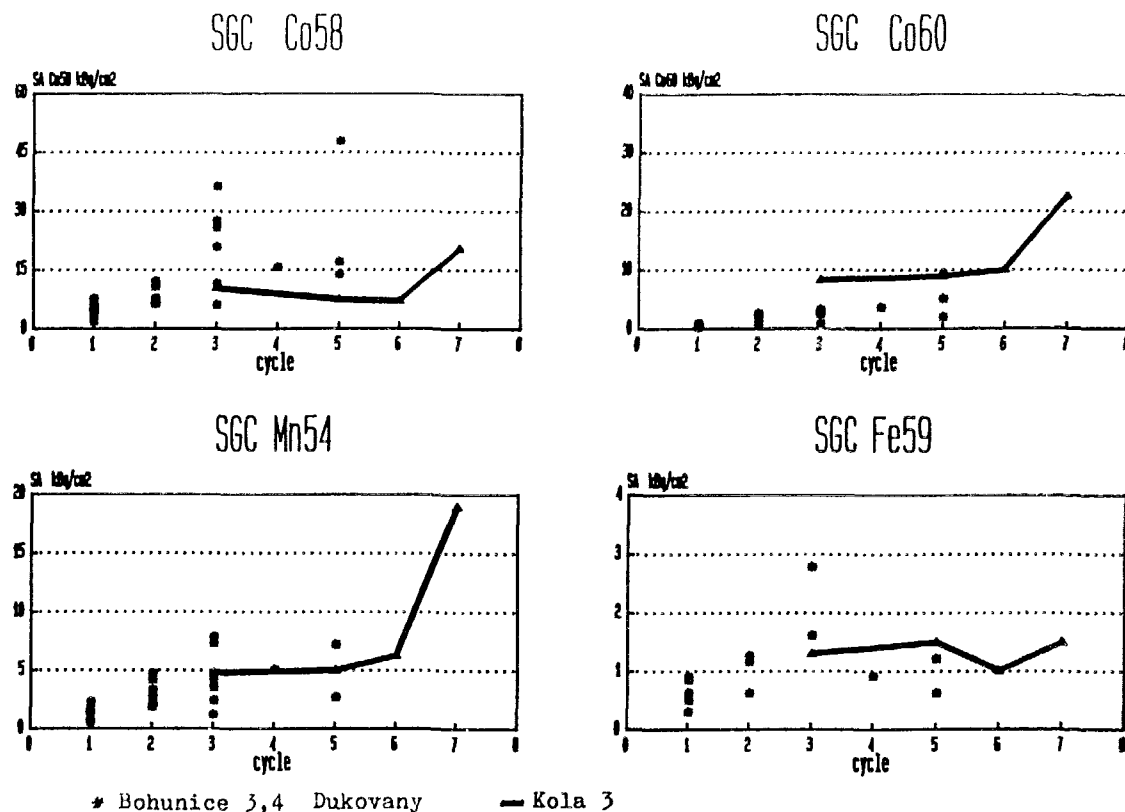 SGC Co58
SA Co58 kBq/cm2
60
45
30
15
0
0 1 2 3 4 5 6 7 8
cycle
SGC Co60
SA Co60 kBq/cm2
40
30
20
10
0
0 1 2 3 4 5 6 7 8
cycle
SGC Mn54
SA kBq/cm2
20
15
10
5
0
0 1 2 3 4 5 6 7 8
cycle
SGC Fe59
SA kBq/cm2
4
3
2
1
0
0 1 2 3 4 5 6 7 8
cycle
* Bohunice 3,4 Dukovany — Kola 3